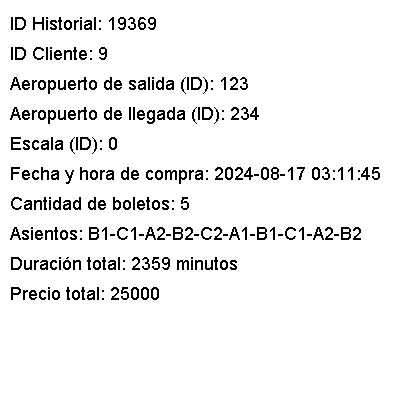 ID Historial: 19369
ID Cliente: 9
Aeropuerto de salida (ID): 123
Aeropuerto de llegada (ID): 234
Escala (ID): 0
Fecha y hora de compra: 2024-08-17 03:11:45
Cantidad de boletos: 5
Asientos: B1-C1-A2-B2-C2-A1-B1-C1-A2-B2
Duración total: 2359 minutos
Precio total: 25000